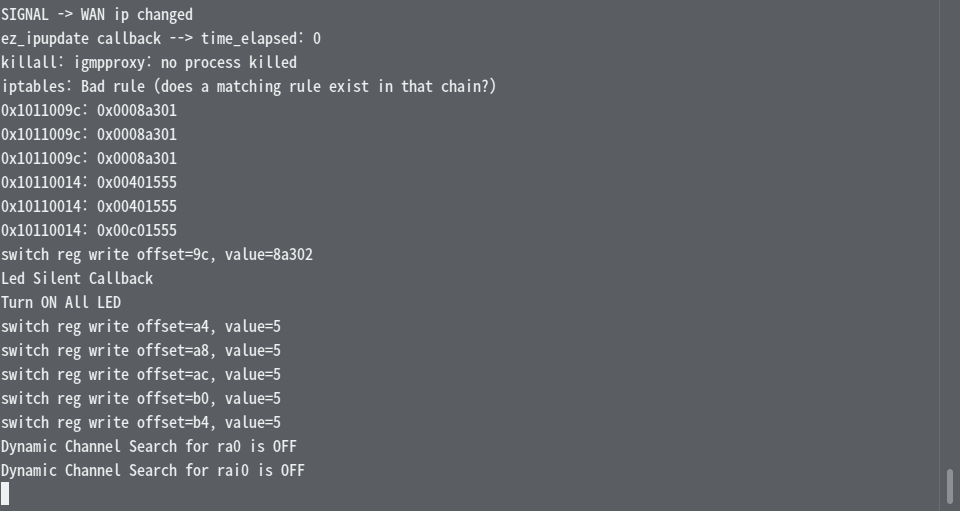 SIGNAL -> WAN ip changed
ez_ipupdate callback --> time_elapsed: 0
killall: igmpproxy: no process killed
iptables: Bad rule (does a matching rule exist in that chain?)
0x1011009c: 0x0008a301
0x1011009c: 0x0008a301
0x1011009c: 0x0008a301
0x10110014: 0x00401555
0x10110014: 0x00401555
0x10110014: 0x00c01555
switch reg write offset=9c, value=8a302
Led Silent Callback
Turn ON All LED
switch reg write offset=a4, value=5
switch reg write offset=a8, value=5
switch reg write offset=ac, value=5
switch reg write offset=b0, value=5
switch reg write offset=b4, value=5
Dynamic Channel Search for ra0 is OFF
Dynamic Channel Search for rai0 is OFF